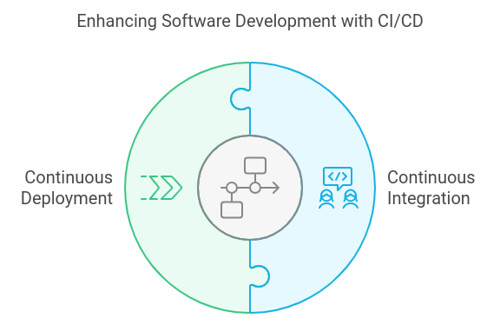 Enhancing Software Development with CI/CD
Continuous
Deployment
</>
Continuous
Integration